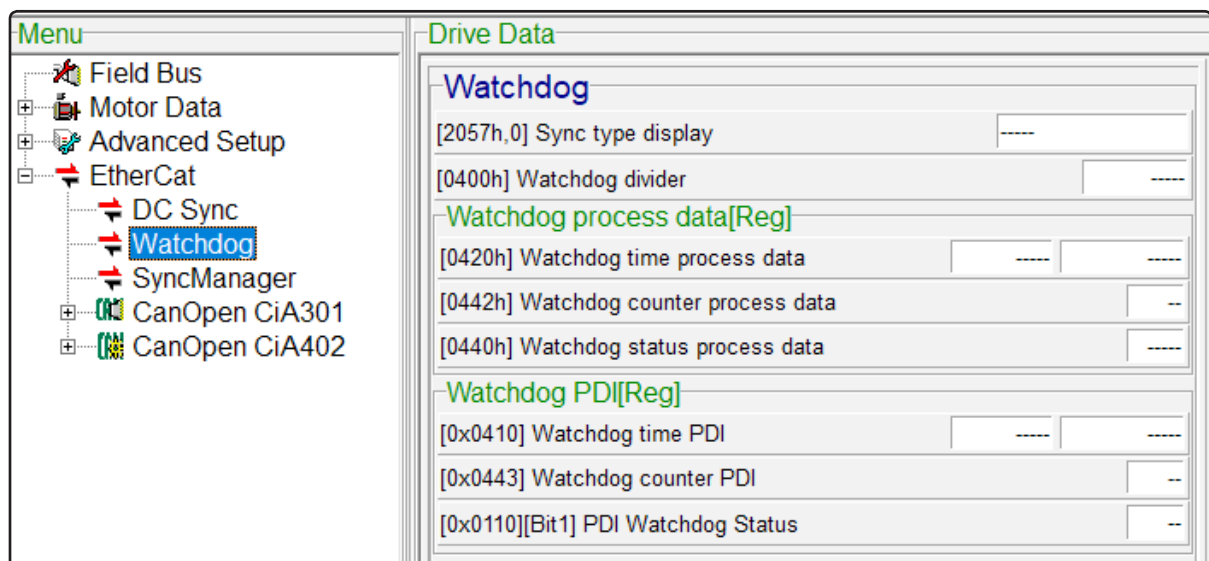 Menu
Field Bus
Motor Data
Advanced Setup
EtherCat
DC Sync
Watchdog
SyncManager
CanOpen CiA301
CanOpen CiA402
Drive Data
Watchdog
[2057h,0] Sync type display -----
[0400h] Watchdog divider -----
Watchdog process data[Reg]
[0420h] Watchdog time process data ----- -----
[0442h] Watchdog counter process data --
[0440h] Watchdog status process data -----
Watchdog PDI[Reg]
[0x0410] Watchdog time PDI ----- -----
[0x0443] Watchdog counter PDI --
[0x0110][Bit1] PDI Watchdog Status --